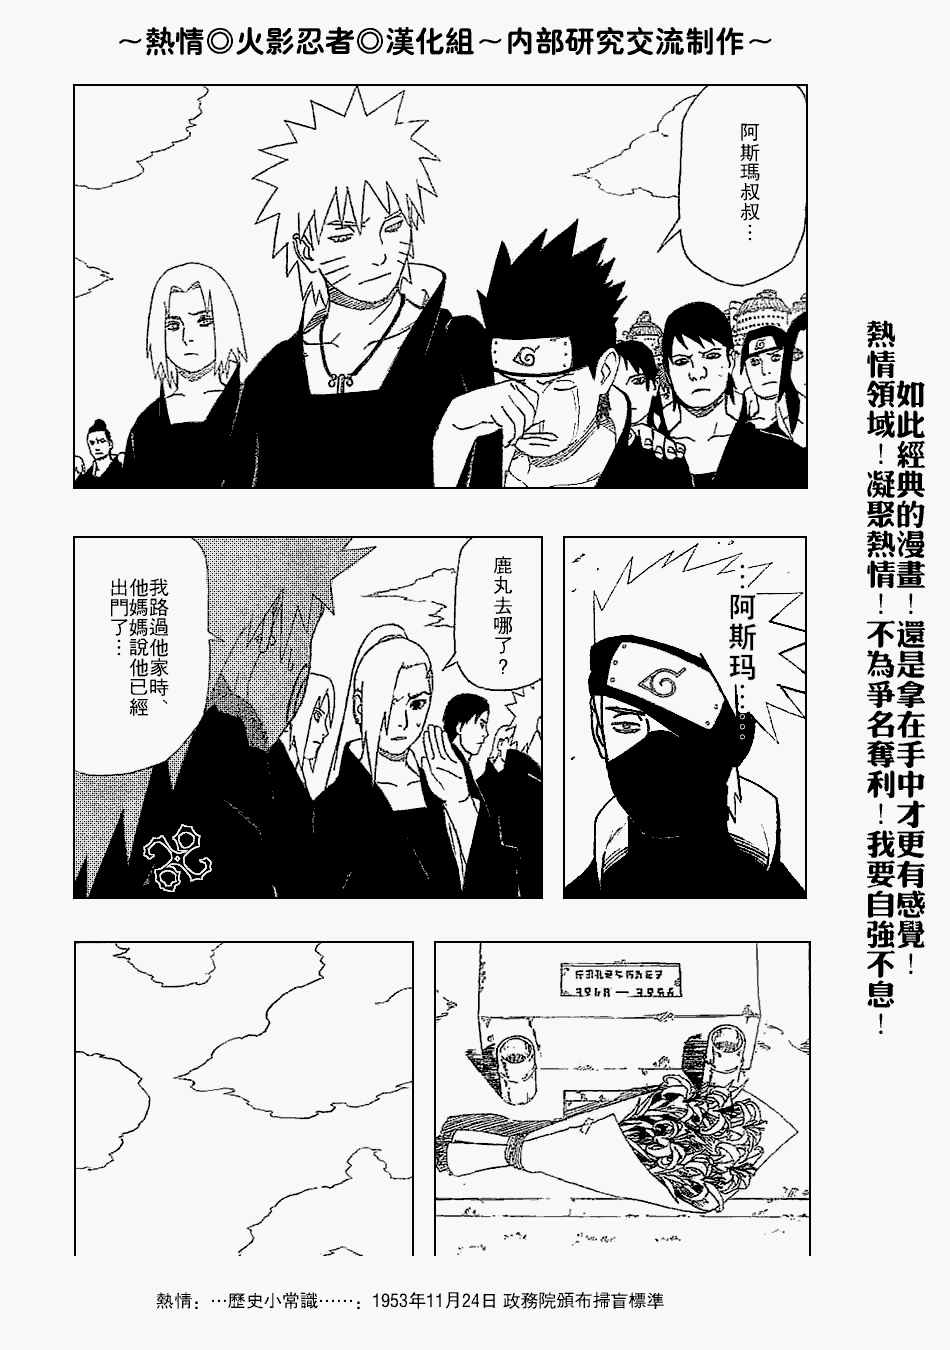 ～熱情◎火影忍者◎漢化組～内部研究交流制作～
阿斯瑪叔叔…
…阿斯玛…。。。
鹿丸去哪了？
我路過他家時、
他媽媽說他已經
出門了…
如此經典的漫畫！還是拿在手中才更有感覺！
熱情領域！凝聚熱情！不為爭名奪利！我要自強不息！
熱情：…歷史小常識……：1953年11月24日 政務院頒布掃盲標準